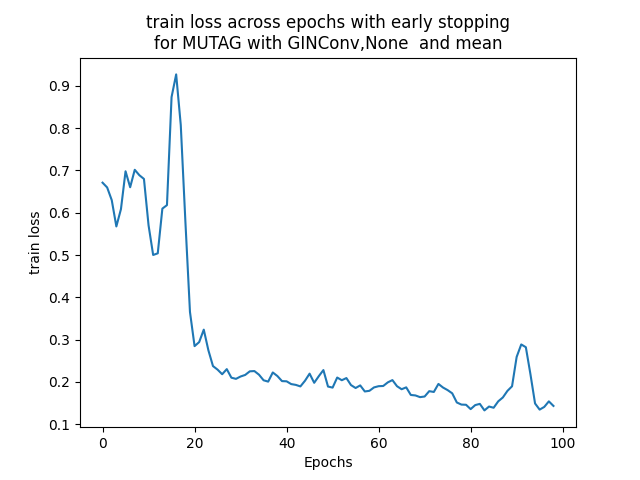 train loss across epochs with early stopping
for MUTAG with GINConv,None  and mean
0.9
0.8
0.7
0.6
0.5
0.4
0.3
0.2
0.1
train loss
0 20 40 60 80 100
Epochs